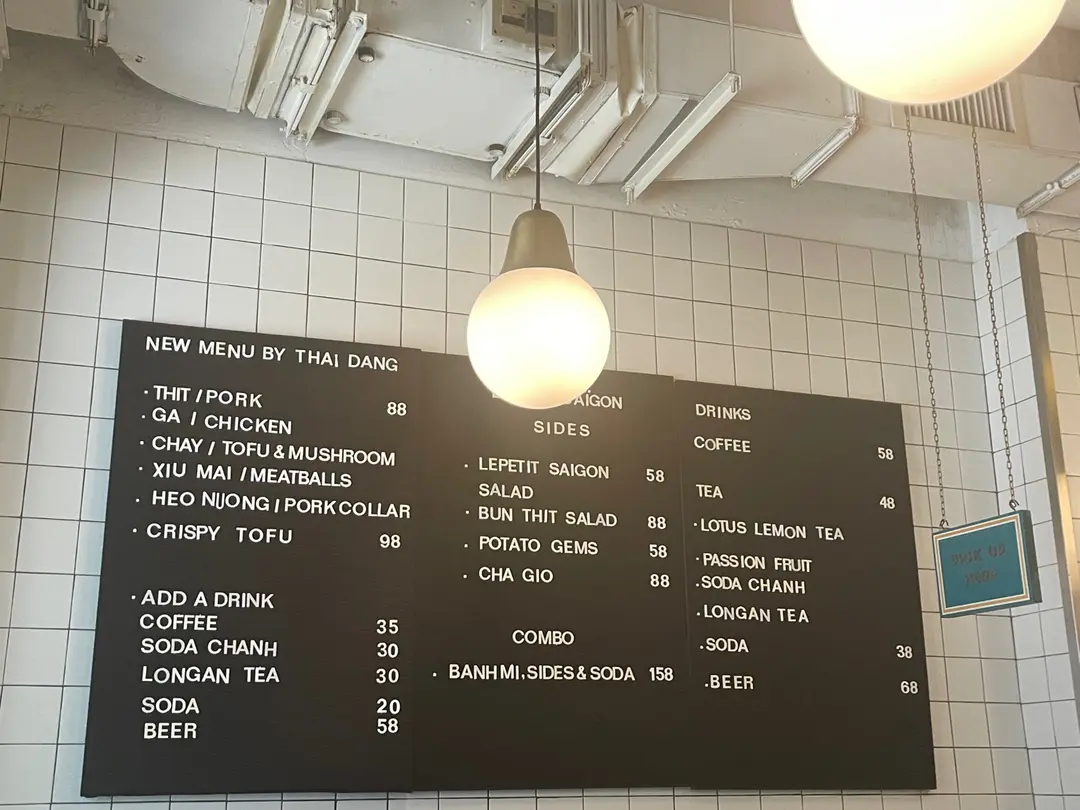 NEW MENU BY THAI DANG
· THIT / PORK 88
· GA / CHICKEN
· CHAY / TOFU & MUSHROOM
· XIU MAI / MEATBALLS
· HEO NUONG / PORK COLLAR
· CRISPY TOFU 98
· ADD A DRINK
COFFEE 35
SODA CHANH 30
LONGAN TEA 30
SODA 20
BEER 58
SIDES
· LEPETIT SAIGON 58
SALAD
· BUN THIT SALAD 88
· POTATO GEMS 58
· CHA GIO 88
COMBO
· BANH MI, SIDES & SODA 158
DRINKS
COFFEE 58
TEA 48
· LOTUS LEMON TEA
· PASSION FRUIT
· SODA CHANH
· LONGAN TEA
· SODA 38
· BEER 68
PICK UP
HERE